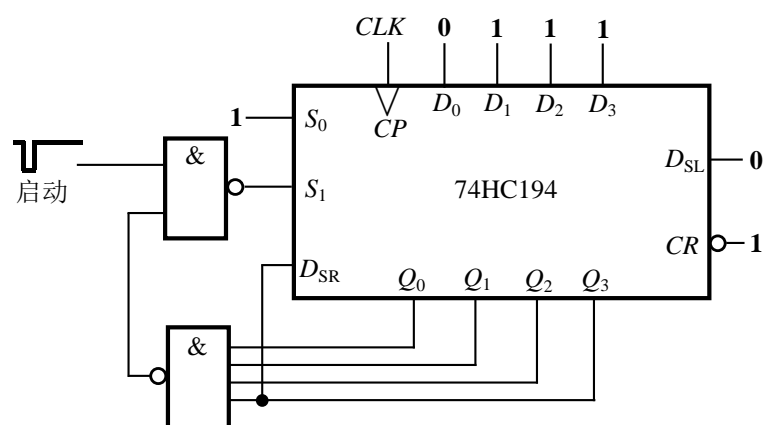 CLK 0 1 1 1
D0 D1 D2 D3
1 S0 CP
&
DSL 0
启动
S1 74HC194
CR 1
DSR Q0 Q1 Q2 Q3
&